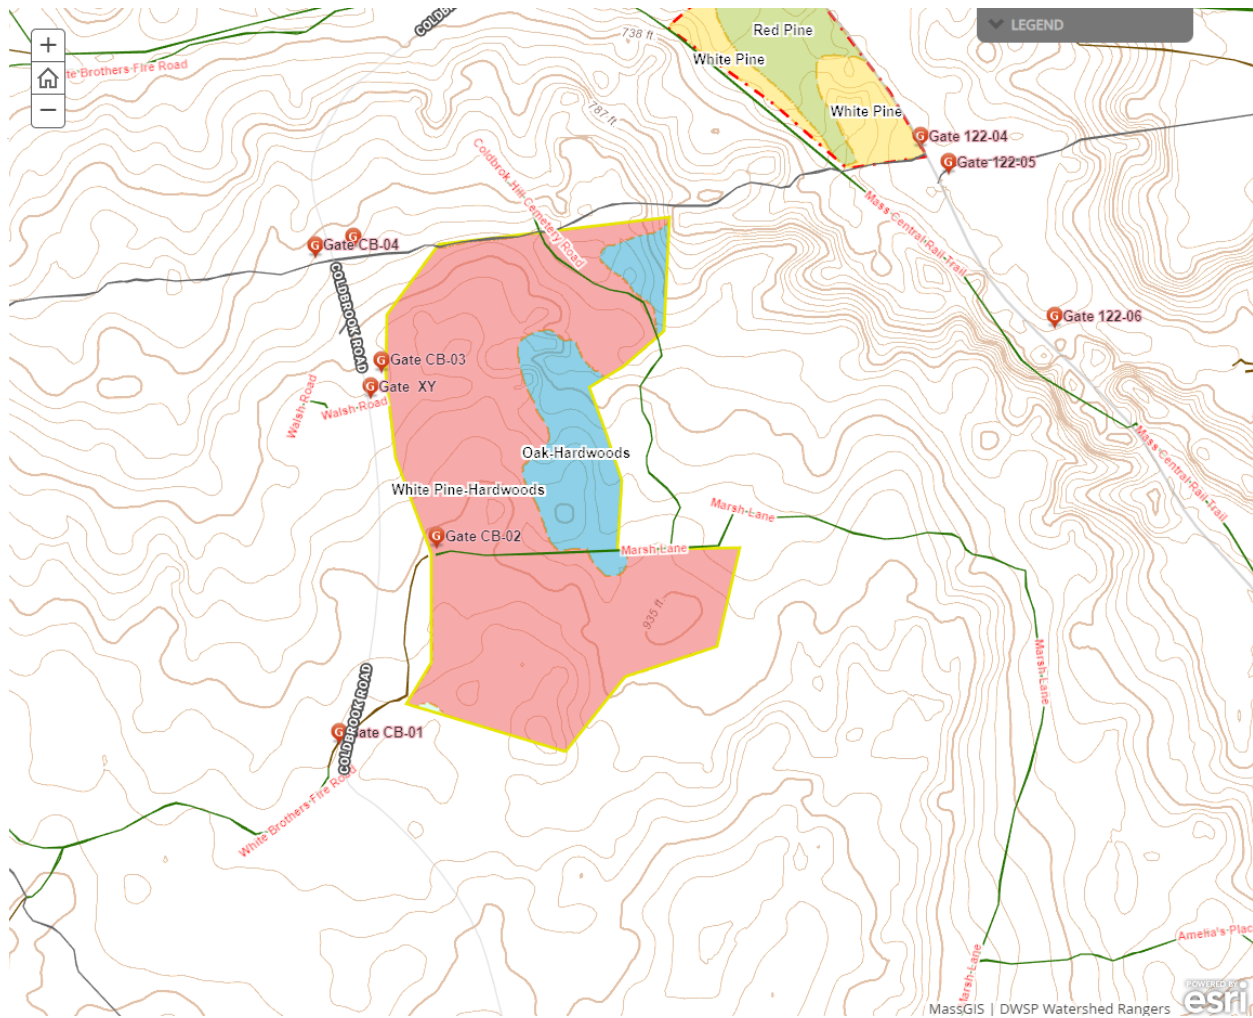 COLDB
LEGEND
Red Pine
738 ft
White Pine
te Brothers Fire Road
787 ft
White Pine
Gate 122-04
Gate 122-05
Coldbrok Hill Cemetery Road
Mass Central Rail Trail
Gate CB-04
COLDBROOK ROAD
Gate 122-06
Gate CB-03
Gate XY
Walsh Road
Walsh Road
Mass Central Rail Trail
Oak-Hardwoods
White Pine-Hardwoods
Marsh Lane
Gate CB-02
Marsh Lane
935 ft
Marsh Lane
COLDBROOK ROAD
ate CB-01
White Brothers Fire Road
Amelia's Plac
Marsh Lane
POWERED BY
esri
MassGIS | DWSP Watershed Rangers